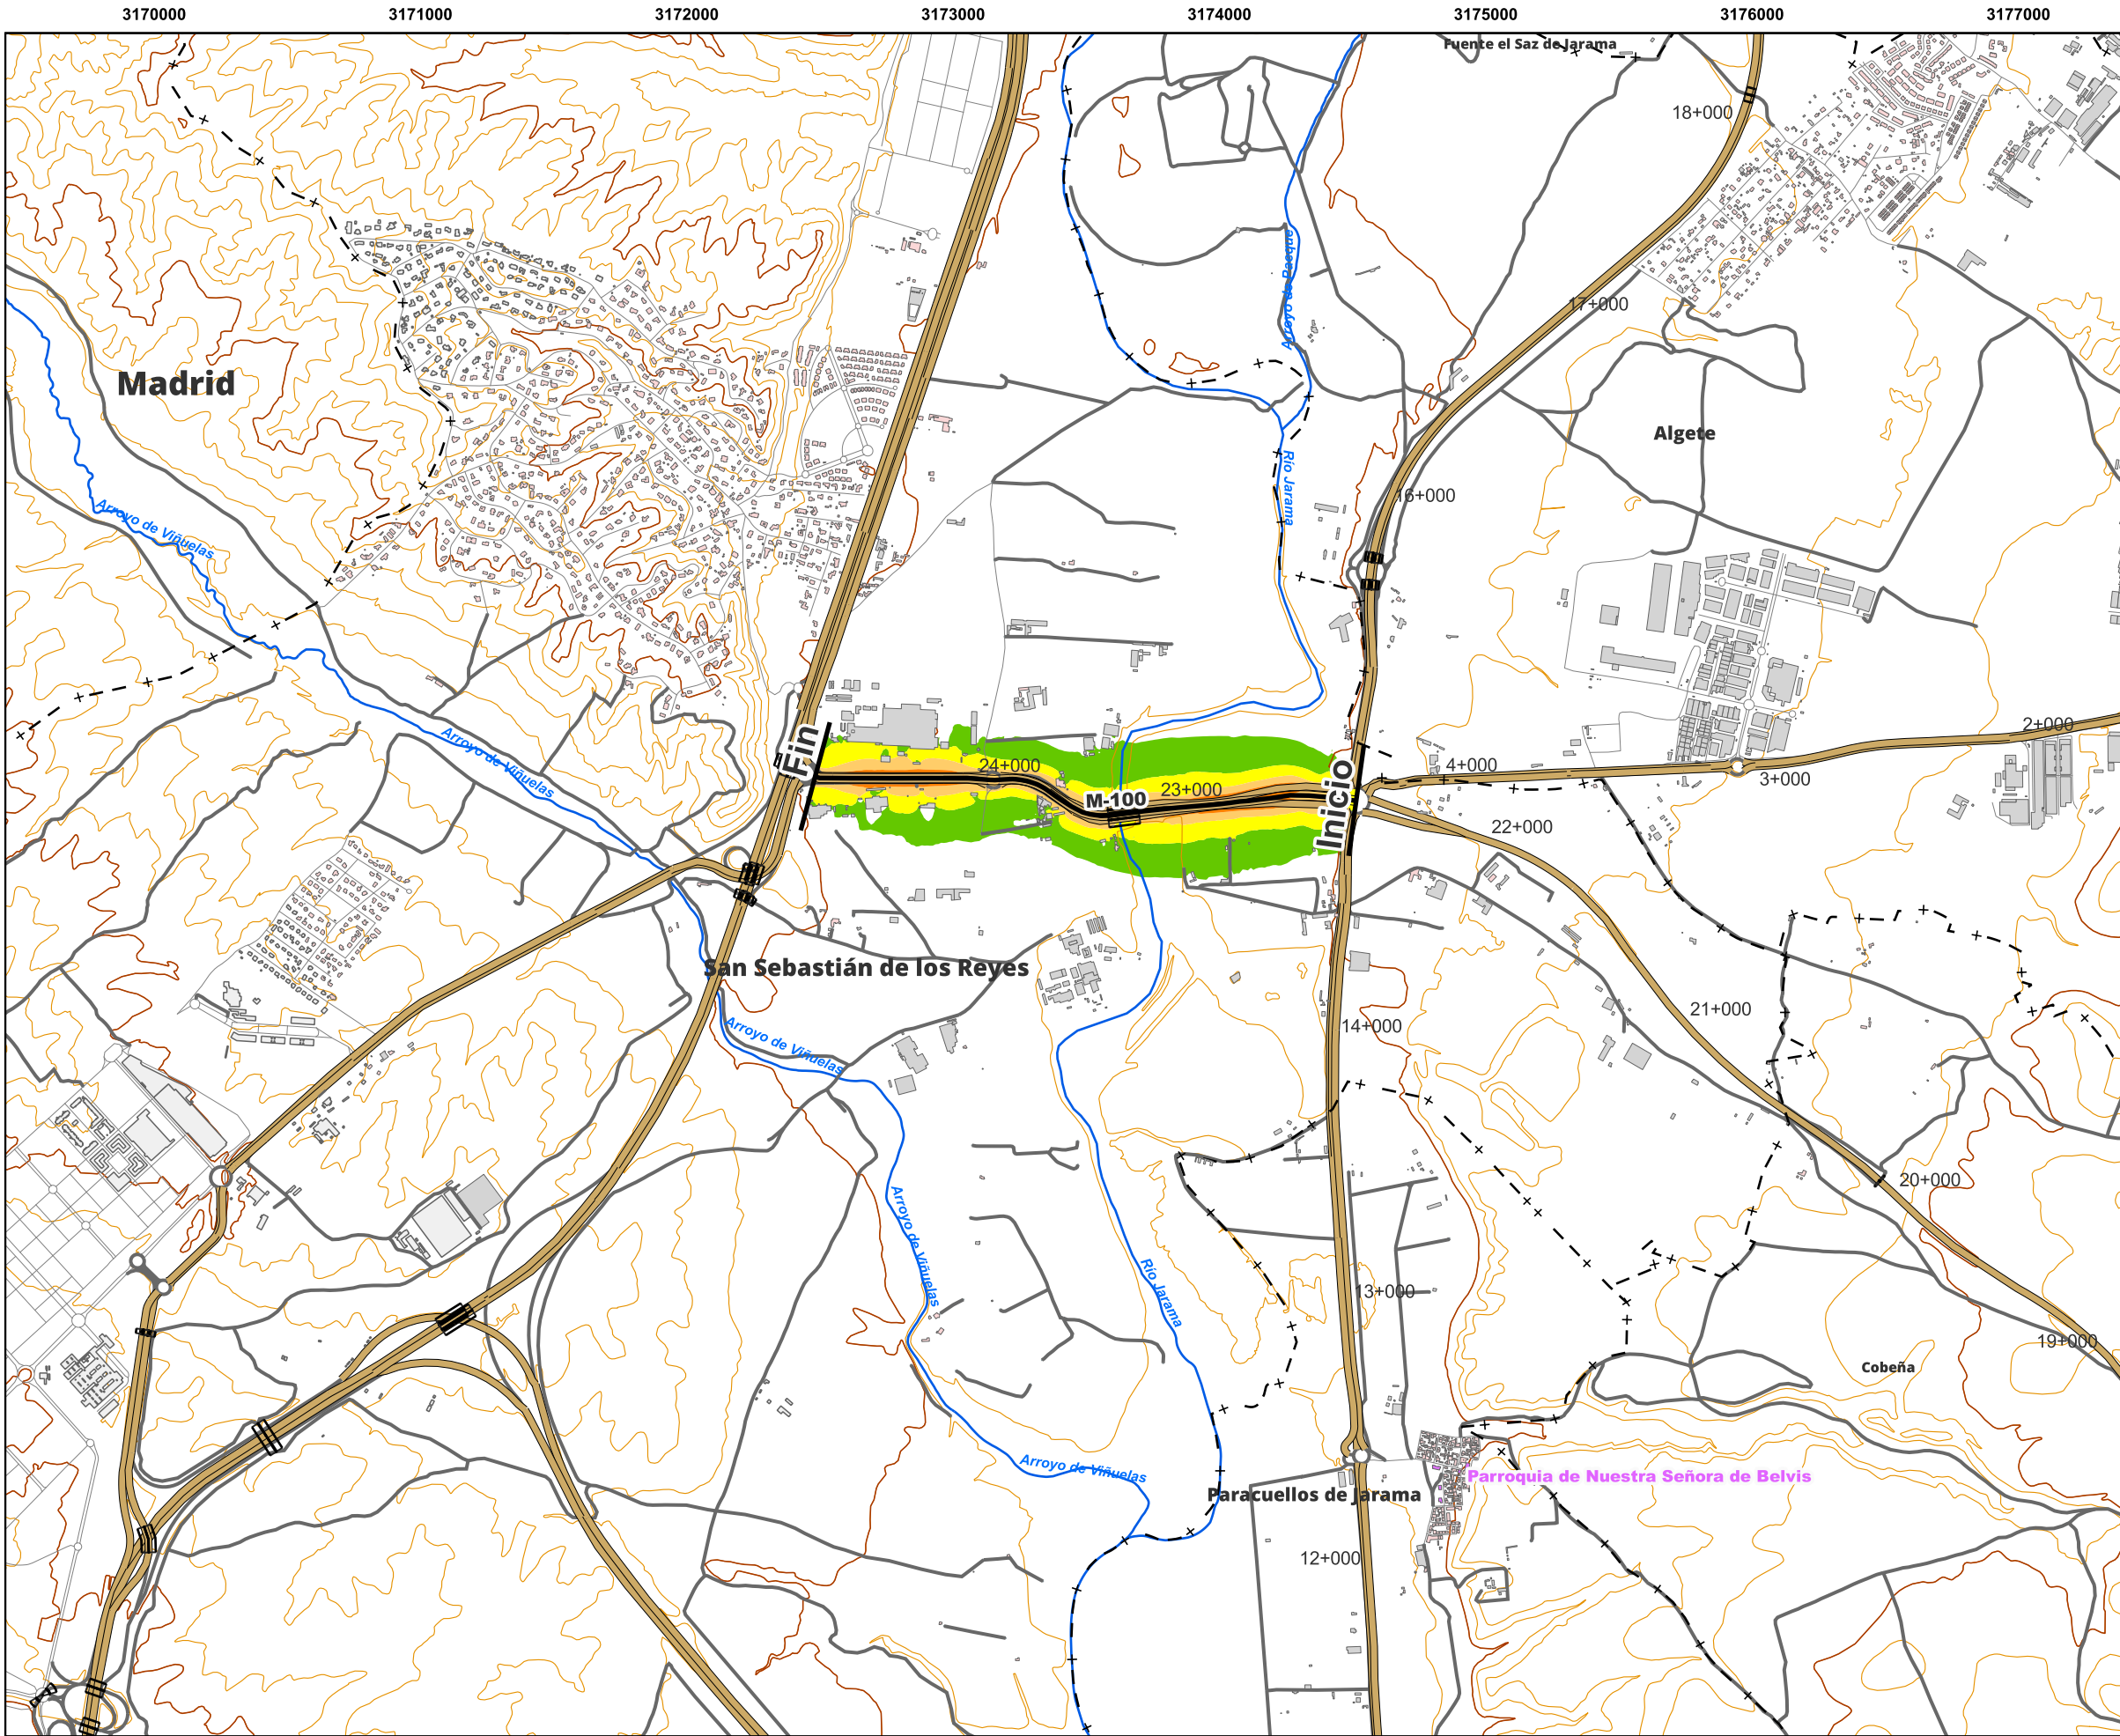 3170000 3171000 3172000 3173000 3174000 3175000 3176000 3177000
Fuente el Saz de Jarama
18+000
Arroyo de Paeque
17+000
Madrid
Algete
Río Jarama
16+000
Arroyo de Viñuelas
2+000
Arroyo de Viñuelas
Fin
24+000
4+000
3+000
Inicio
M-100
23+000
22+000
San Sebastián de los Reyes
21+000
14+000
Arroyo de Viñuelas
20+000
Arroyo de Viñuelas
Río Jarama
13+000
19+000
Cobeña
Arroyo de Viñuelas
Parroquia de Nuestra Señora de Belvis
Paracuellos de Jarama
12+000